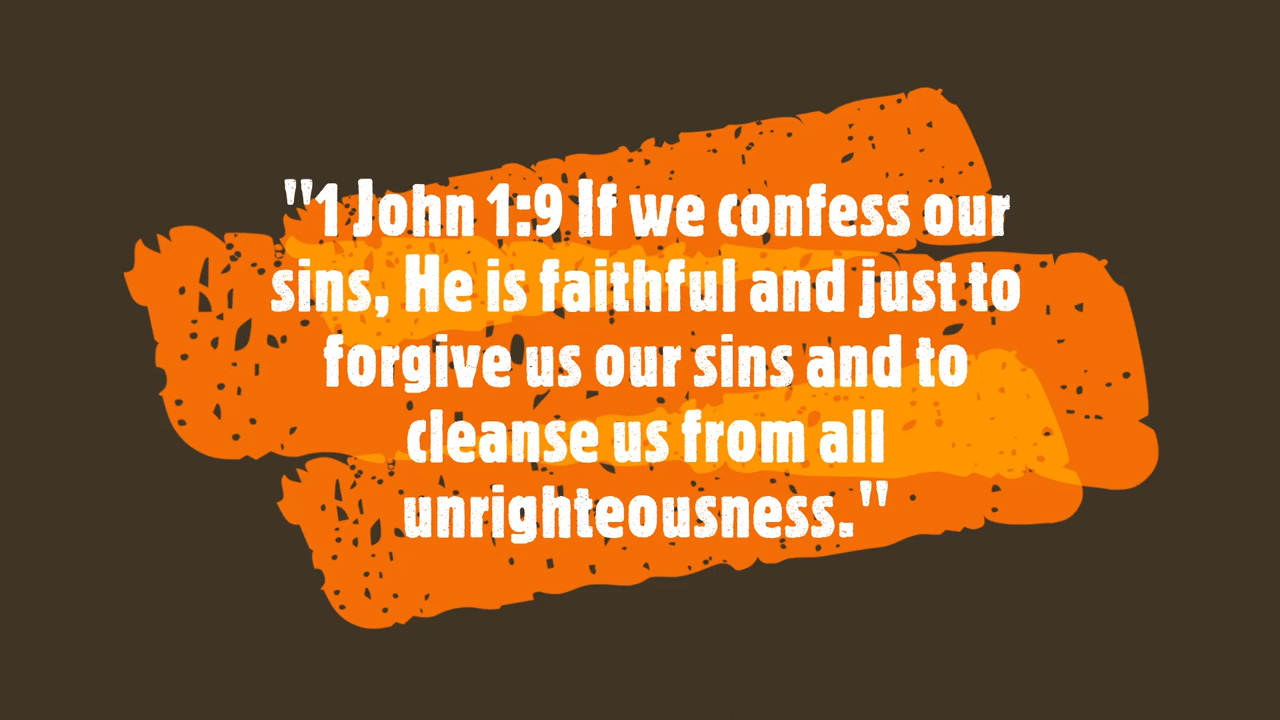 "1 John 1:9 If we confess our
sins, He is faithful and just to
forgive us our sins and to
cleanse us from all
unrighteousness."